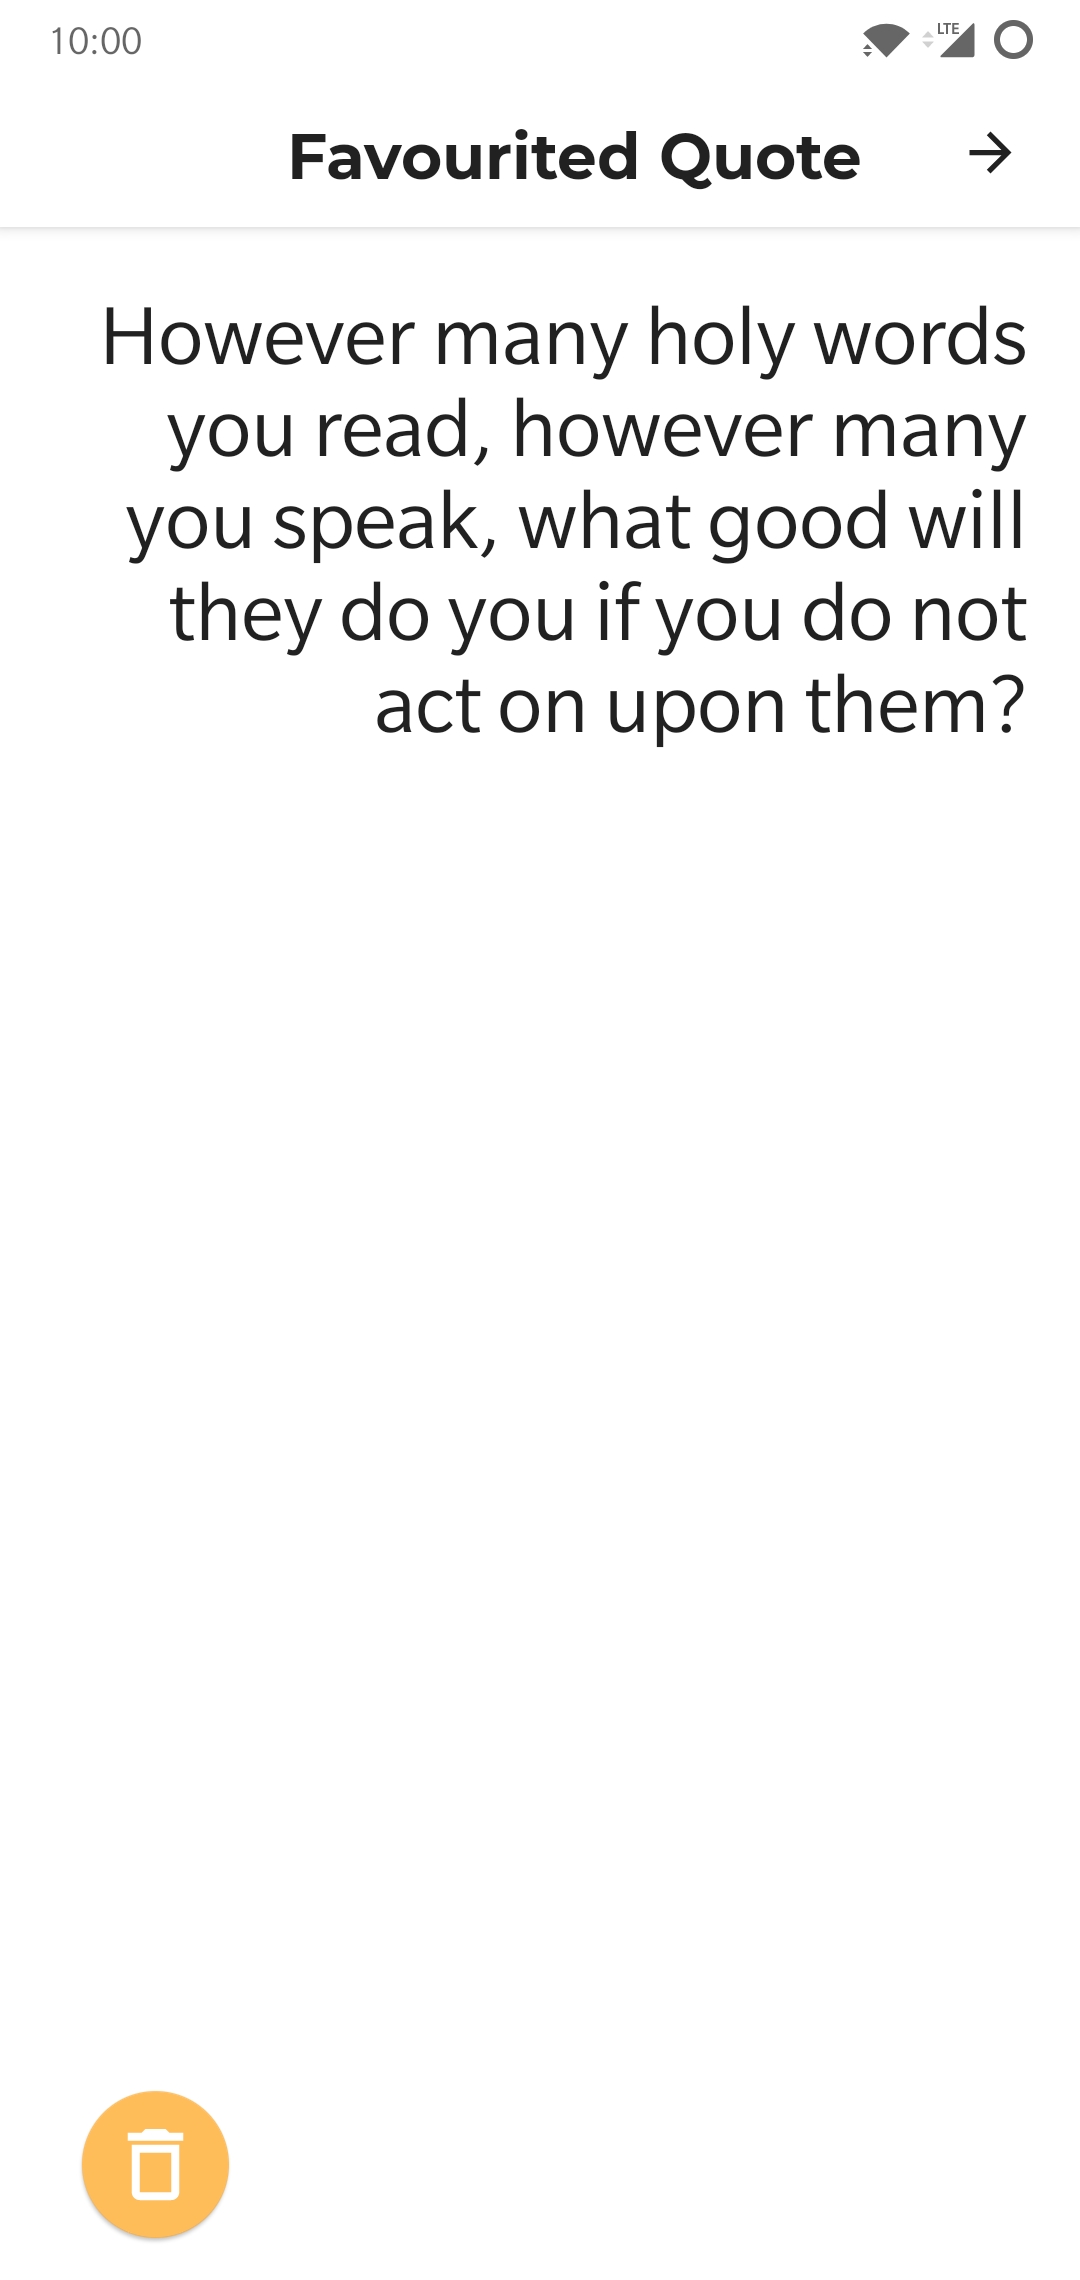 10:00
LTE
Favourited Quote
However many holy words
you read, however many
you speak, what good will
they do you if you do not
act on upon them?